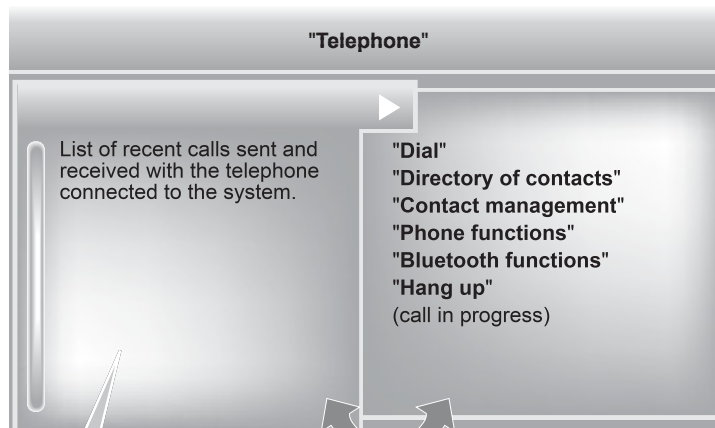 "Telephone"
List of recent calls sent and
received with the telephone
connected to the system.
"Dial"
"Directory of contacts"
"Contact management"
"Phone functions"
"Bluetooth functions"
"Hang up"
(call in progress)